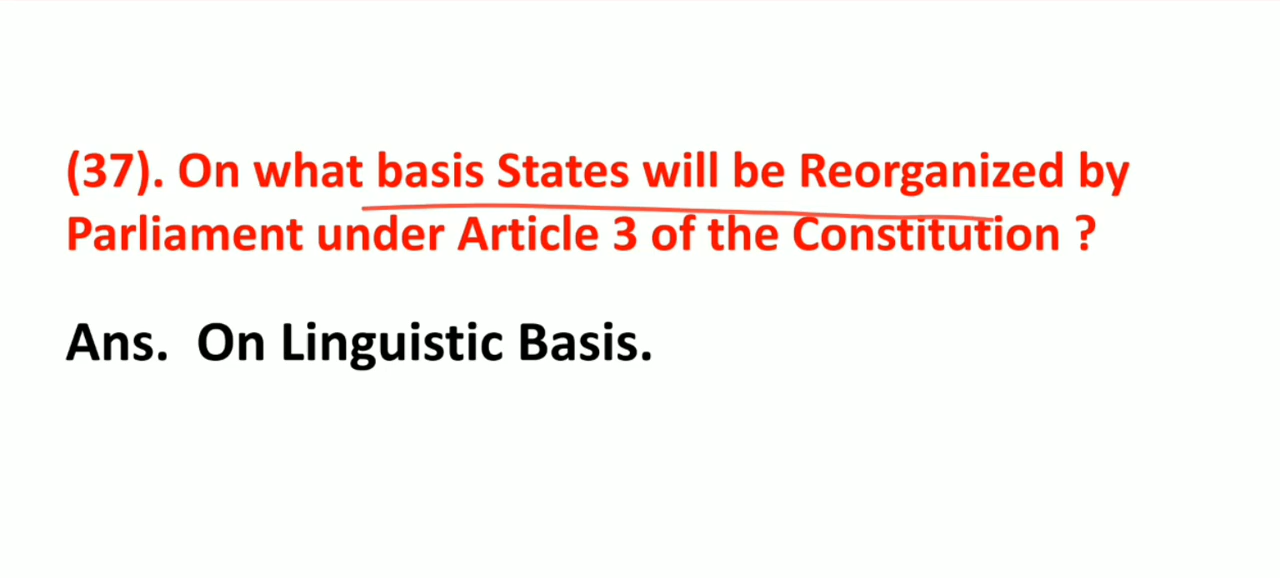 (37). On what basis States will be Reorganized by
Parliament under Article 3 of the Constitution ?
Ans. On Linguistic Basis.